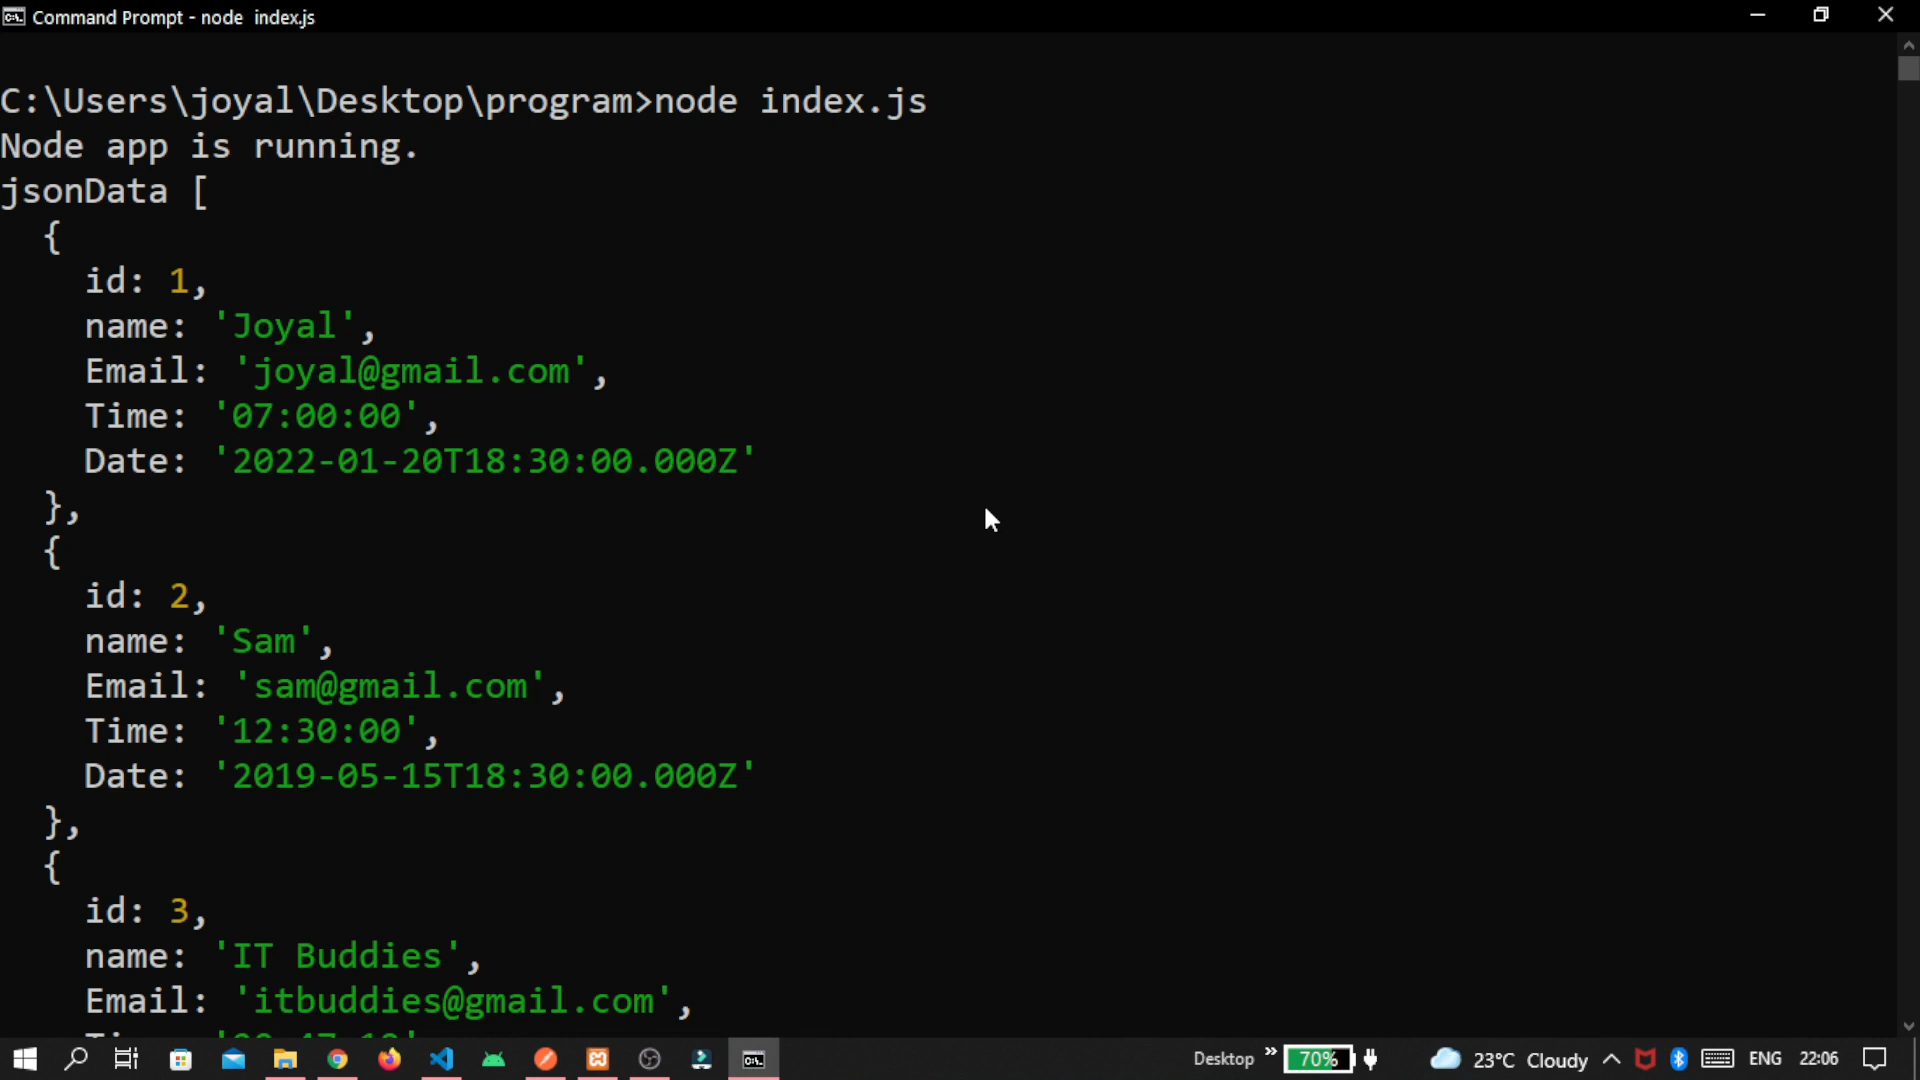 Command Prompt - node  index.js
C:\Users\joyal\Desktop\program>node index.js
Node app is running.
jsonData [
  {
    id: 1,
    name: 'Joyal',
    Email: 'joyal@gmail.com',
    Time: '07:00:00',
    Date: '2022-01-20T18:30:00.000Z'
  },
  {
    id: 2,
    name: 'Sam',
    Email: 'sam@gmail.com',
    Time: '12:30:00',
    Date: '2019-05-15T18:30:00.000Z'
  },
  {
    id: 3,
    name: 'IT Buddies',
    Email: 'itbuddies@gmail.com',
Desktop » 70% 23°C Cloudy ENG 22:06